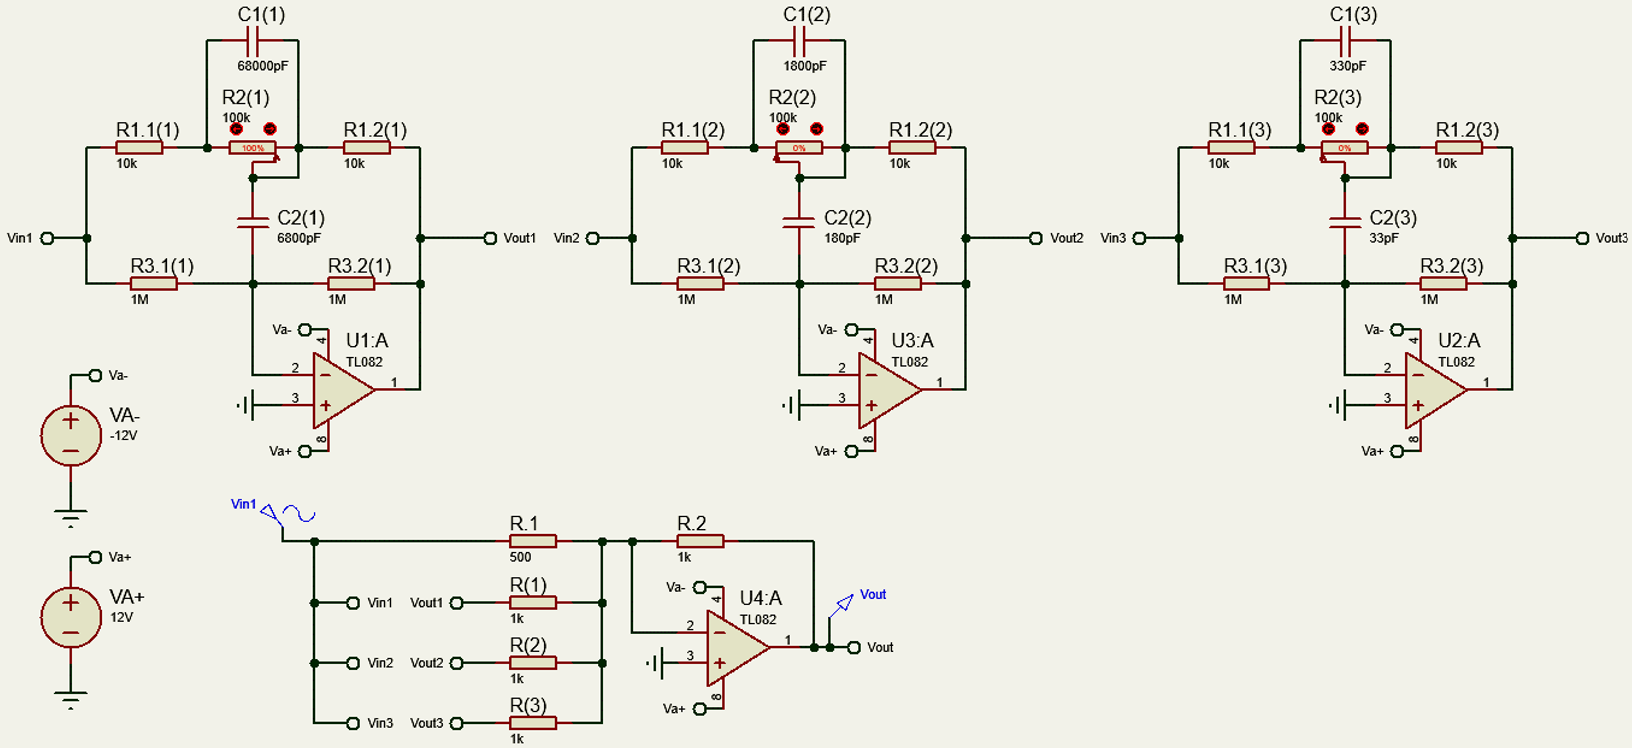 C1(1)
68000pF
R2(1)
100k
100%
R1.1(1)
10k
R1.2(1)
10k
C2(1)
6800pF
Vin1
Vout1
R3.1(1)
1M
R3.2(1)
1M
Va-
4
U1:A
TL082
2
3
1
8
Va+
C1(2)
1800pF
R2(2)
100k
0%
R1.1(2)
10k
R1.2(2)
10k
C2(2)
180pF
Vin2
Vout2
R3.1(2)
1M
R3.2(2)
1M
Va-
4
U3:A
TL082
2
3
1
8
Va+
C1(3)
330pF
R2(3)
100k
0%
R1.1(3)
10k
R1.2(3)
10k
C2(3)
33pF
Vin3
Vout3
R3.1(3)
1M
R3.2(3)
1M
Va-
4
U2:A
TL082
2
3
1
8
Va+
Va-
VA-
-12V
Va+
VA+
12V
Vin1
R.1
500
R.2
1k
Vin1
Vout1
R(1)
1k
Vin2
Vout2
R(2)
1k
Vin3
Vout3
R(3)
1k
Va-
4
U4:A
TL082
2
3
1
8
Va+
Vout
Vout